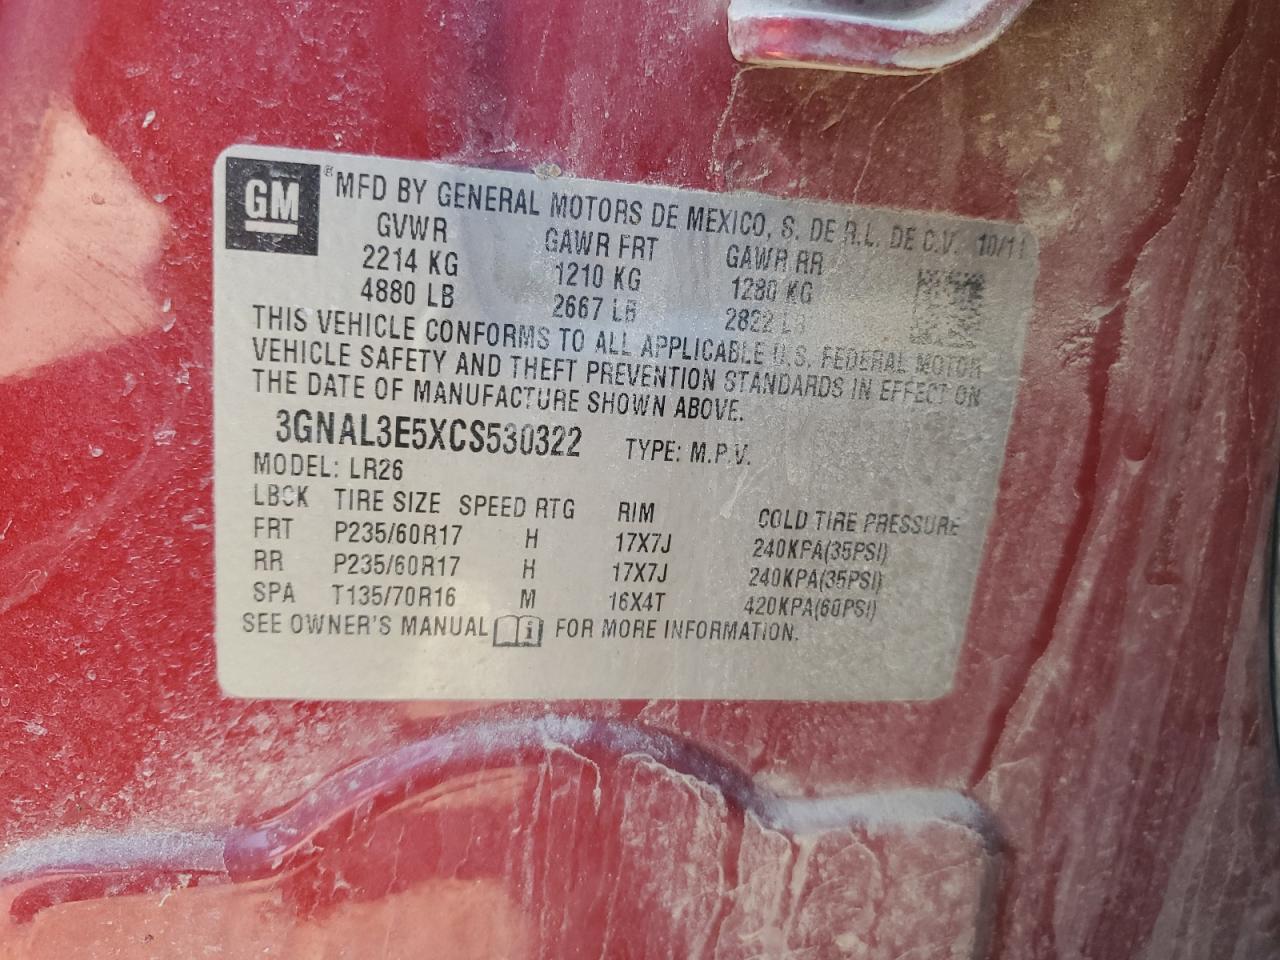 GM ® MFD BY GENERAL MOTORS DE MEXICO, S. DE R.L. DE C.V. 10/11
GVWR GAWR FRT GAWR RR
2214 KG 1210 KG 1280 KG
4880 LB 2667 LB 2822 LB
THIS VEHICLE CONFORMS TO ALL APPLICABLE U.S. FEDERAL MOTOR
VEHICLE SAFETY AND THEFT PREVENTION STANDARDS IN EFFECT ON
THE DATE OF MANUFACTURE SHOWN ABOVE.
3GNAL3E5XCS530322 TYPE: M.P.V.
MODEL: LR26
LBCK TIRE SIZE SPEED RTG RIM COLD TIRE PRESSURE
FRT P235/60R17 H 17X7J 240KPA(35PSI)
RR P235/60R17 H 17X7J 240KPA(35PSI)
SPA T135/70R16 M 16X4T 420KPA(60PSI)
SEE OWNER'S MANUAL FOR MORE INFORMATION.